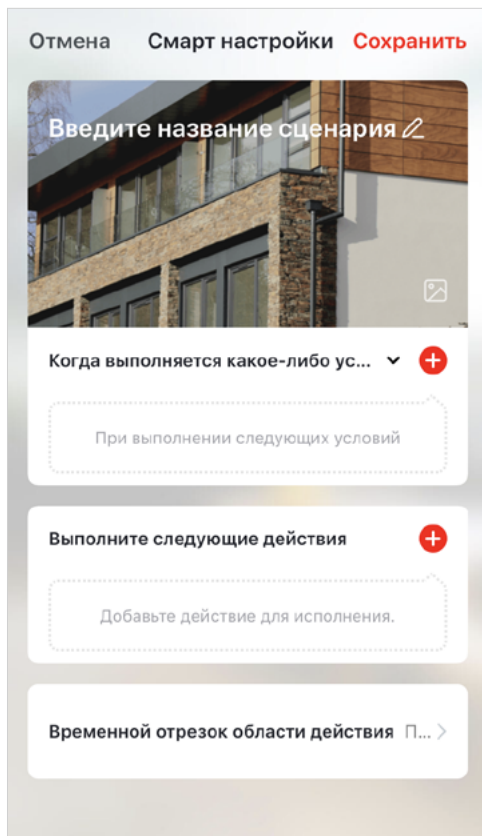 Отмена Смарт настройки Сохранить
Введите название сценария
Когда выполняется какое-либо ус...
При выполнении следующих условий
Выполните следующие действия
Добавьте действие для исполнения.
Временной отрезок области действия П...